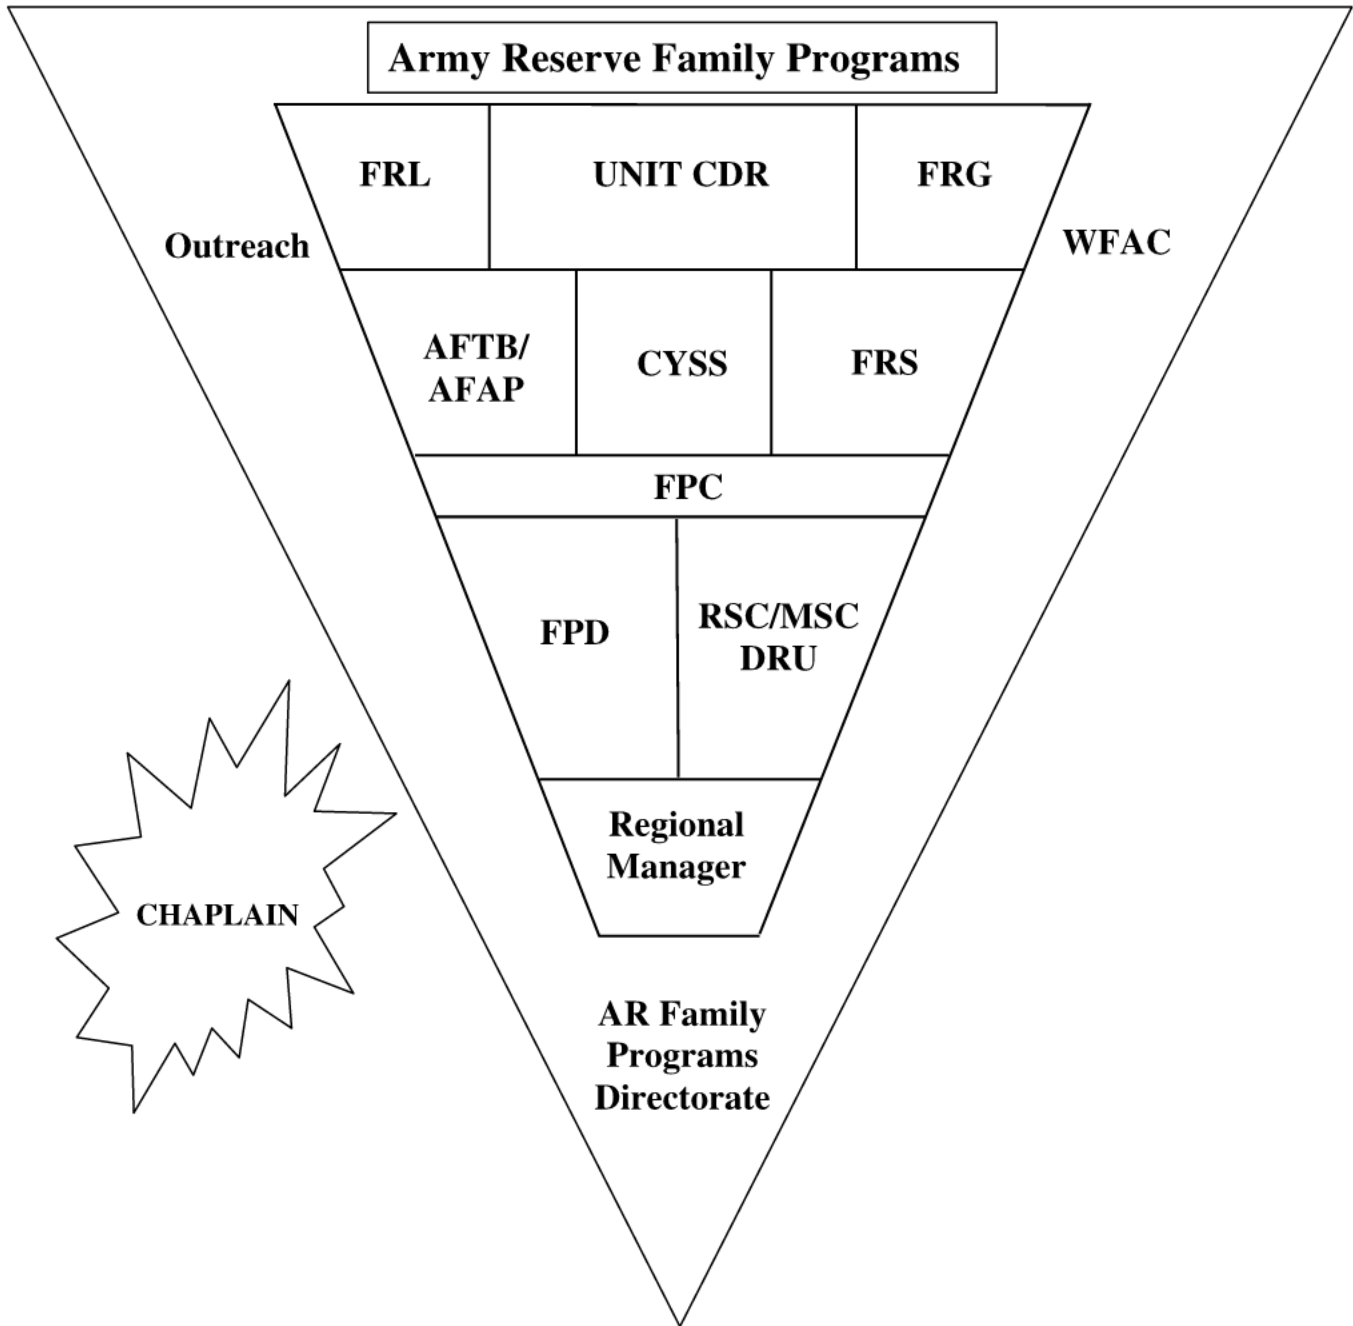 Army Reserve Family Programs
FRL
UNIT CDR
FRG
Outreach
WFAC
AFTB/
AFAP
CYSS
FRS
FPC
FPD
RSC/MSC
DRU
Regional
Manager
CHAPLAIN
AR Family
Programs
Directorate